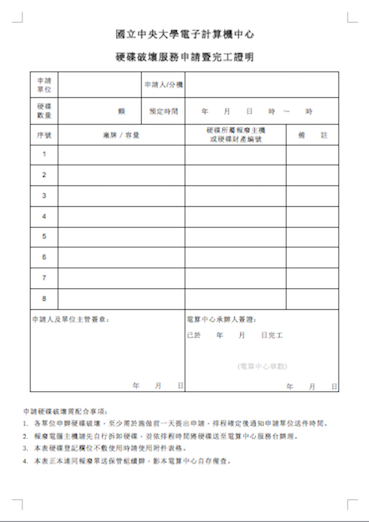 國立中央大學電子計算機中心
硬碟破壞服務申請暨完工證明
申請單位
申請人/分機
硬碟數量
顆
預定時間
年 月 日 時 ～ 時
序號
廠牌 / 容量
硬碟所屬報廢主機
或硬碟財產編號
備 註
1
2
3
4
5
6
7
8
申請人及單位主管簽章：
年 月 日
電算中心承辦人簽證：
已於 年 月 日完工
(電算中心章戳)
年 月 日
申請硬碟破壞需配合事項：
1. 各單位申辦硬碟破壞，至少需於施做前一天提出申請，排程確定後通知申請單位送件時間。
2. 報廢電腦主機請先自行拆卸硬碟，並依排程時間將硬碟送至電算中心服務台辦理。
3. 本表硬碟登記欄位不敷使用時請使用附件表格。
4. 本表正本連同報廢單送保管組續辦，影本電算中心自存備查。